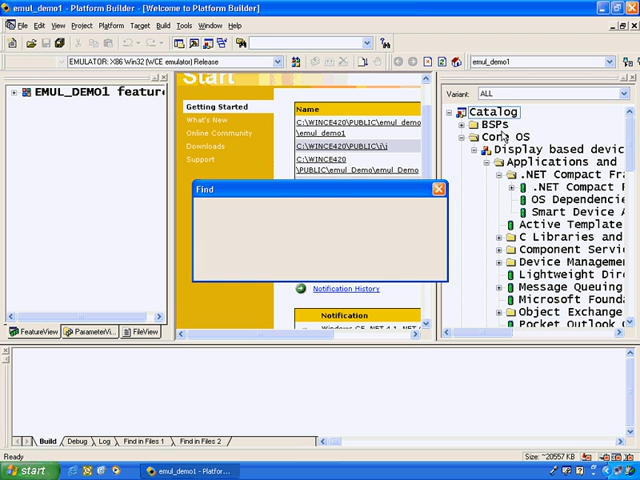 emul_demo1 - Platform Builder - [Welcome to Platform Builder]
File Edit View Project Platform Target Build Tools Window Help
EMULATOR: X86 Win32 (WCE emulator) Release
emul_demo1
EMUL_DEMO1 featur
FeatureView ParameterVi... FileView
Start
Getting Started
What's New
Online Community
Downloads
Support
Name
C:\WINCE420\PUBLIC\emul_demo
\emul_demo1
C:\WINCE420\PUBLIC\i\i
C:\WINCE420
\PUBLIC\emul_Demo\emul_Demo
Find
Notification History
Notification
Variant: ALL
Catalog
BSPs
Core OS
Display based devic
Applications and
.NET Compact Fra
.NET Compact F
OS Dependencie
Smart Device A
Active Template
C Libraries and
Component Servic
Device Managemen
Lightweight Dir
Message Queuing
Microsoft Founda
Object Exchange
Pocket Outlook O
Build Debug Log Find in Files 1 Find in Files 2
Ready
Size: ~20557 KB
start
emul_demo1 - Platfor...